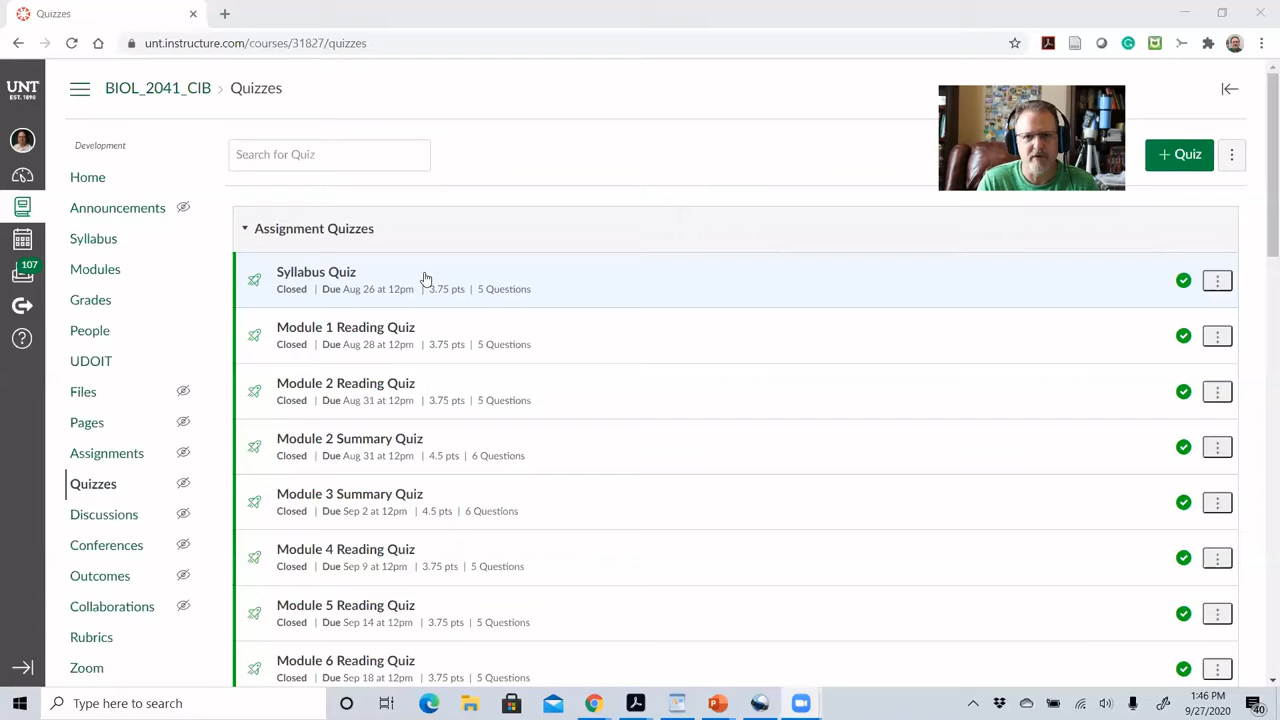 Quizzes
unt.instructure.com/courses/31827/quizzes
UNT
EST. 1890
BIOL_2041_CIB › Quizzes
Development
Search for Quiz
+ Quiz
Home
Announcements
Syllabus
Modules
Grades
People
UDOIT
Files
Pages
Assignments
Quizzes
Discussions
Conferences
Outcomes
Collaborations
Rubrics
Zoom
107
Assignment Quizzes
Syllabus Quiz
Closed | Due Aug 26 at 12pm | 3.75 pts | 5 Questions
Module 1 Reading Quiz
Closed | Due Aug 28 at 12pm | 3.75 pts | 5 Questions
Module 2 Reading Quiz
Closed | Due Aug 31 at 12pm | 3.75 pts | 5 Questions
Module 2 Summary Quiz
Closed | Due Aug 31 at 12pm | 4.5 pts | 6 Questions
Module 3 Summary Quiz
Closed | Due Sep 2 at 12pm | 4.5 pts | 6 Questions
Module 4 Reading Quiz
Closed | Due Sep 9 at 12pm | 3.75 pts | 5 Questions
Module 5 Reading Quiz
Closed | Due Sep 14 at 12pm | 3.75 pts | 5 Questions
Module 6 Reading Quiz
Closed | Due Sep 18 at 12pm | 3.75 pts | 5 Questions
Type here to search
1:46 PM
9/27/2020
40